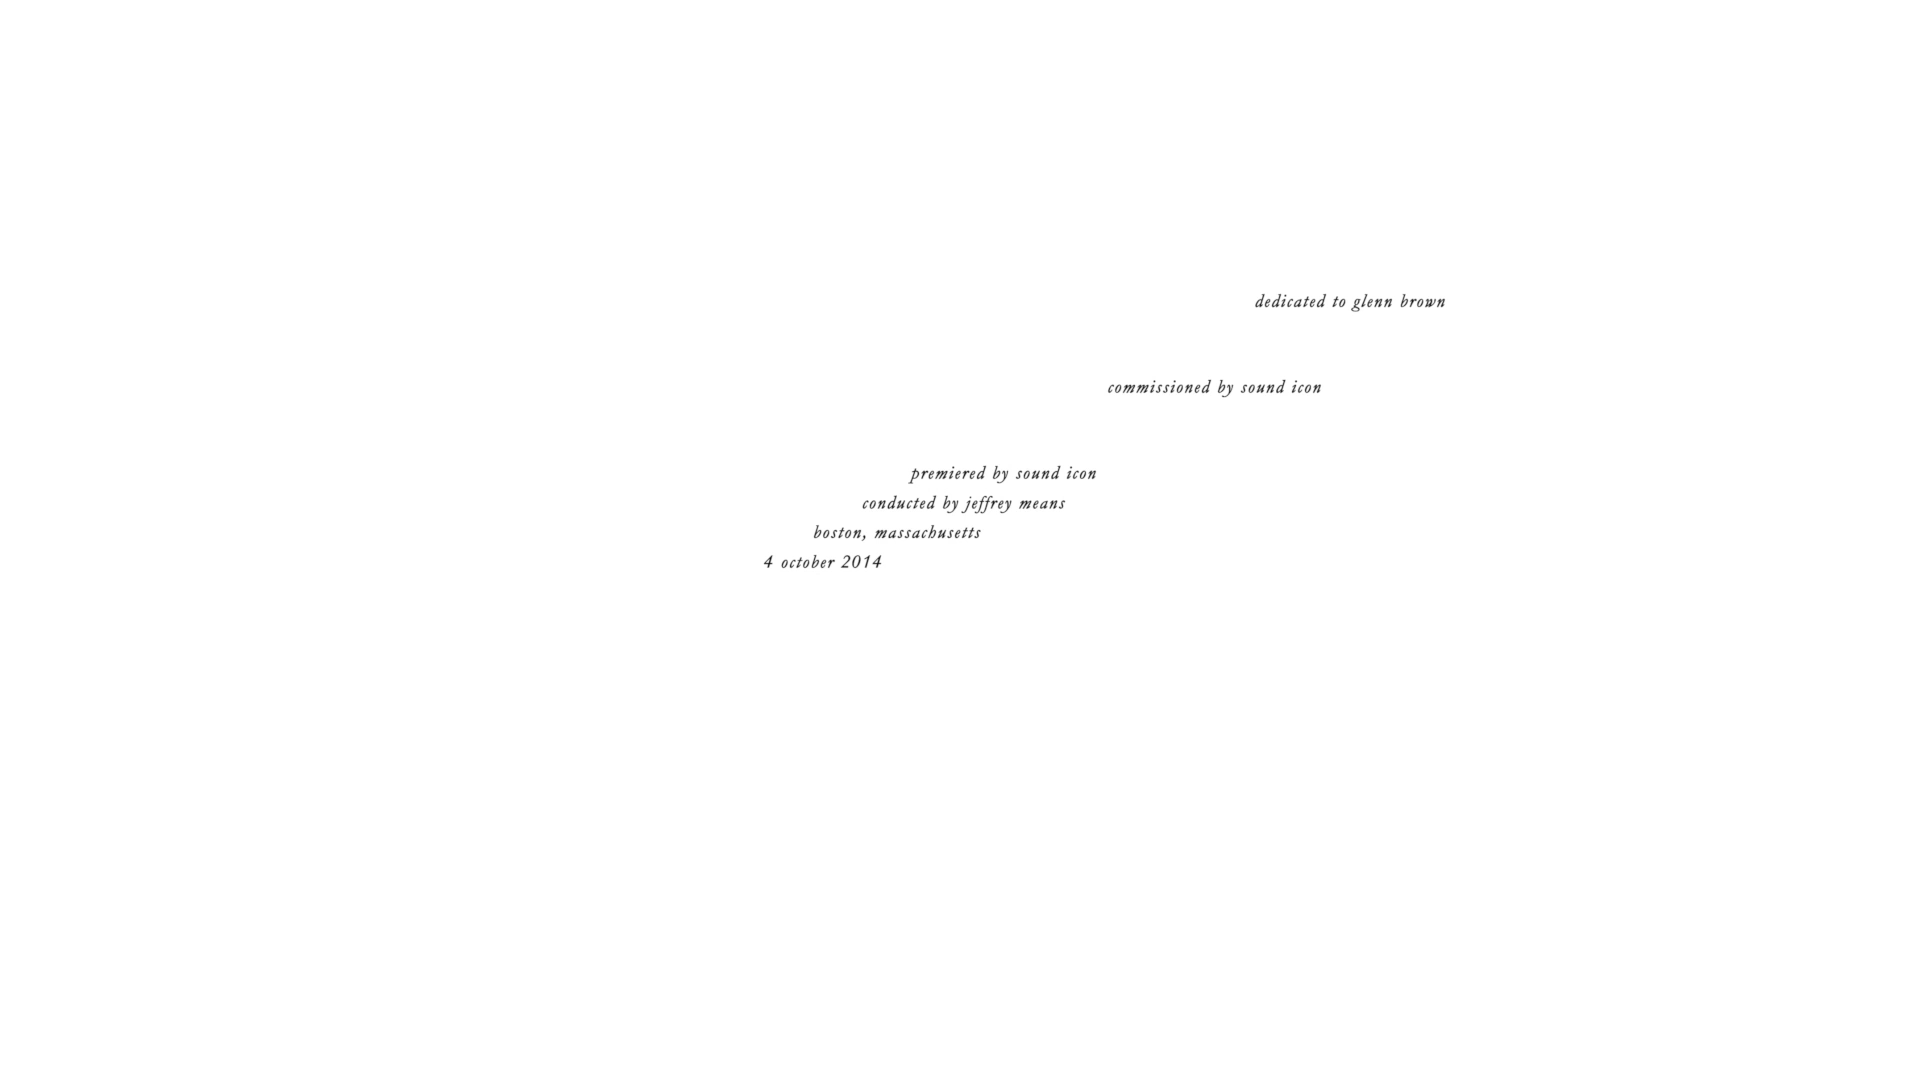 dedicated to glenn brown
commissioned by sound icon
premiered by sound icon
conducted by jeffrey means
boston, massachusetts
4 october 2014